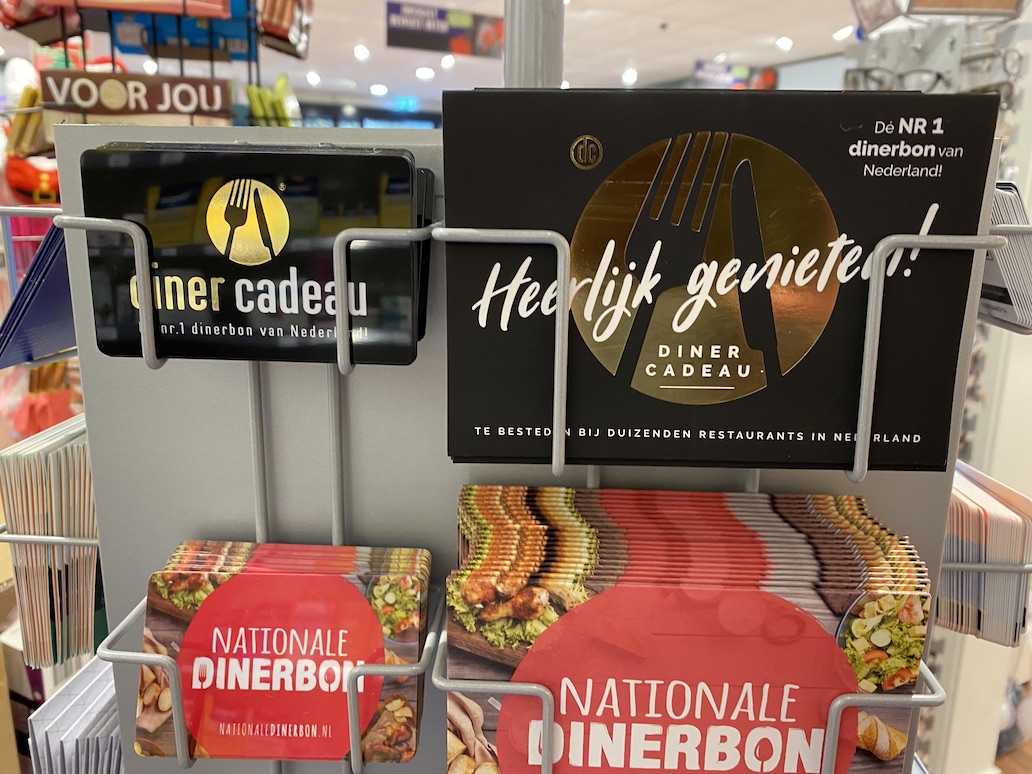 VOOR JOU
diner cadeau
nr.1 dinerbon van Nederland!
dc
Dé NR 1
dinerbon van
Nederland!
Heerlijk genieten!
DINER
CADEAU
TE BESTEDEN BIJ DUIZENDEN RESTAURANTS IN NEDERLAND
NATIONALE
DINERBON
NATIONALEDINERBON.NL
NATIONALE
DINERBON